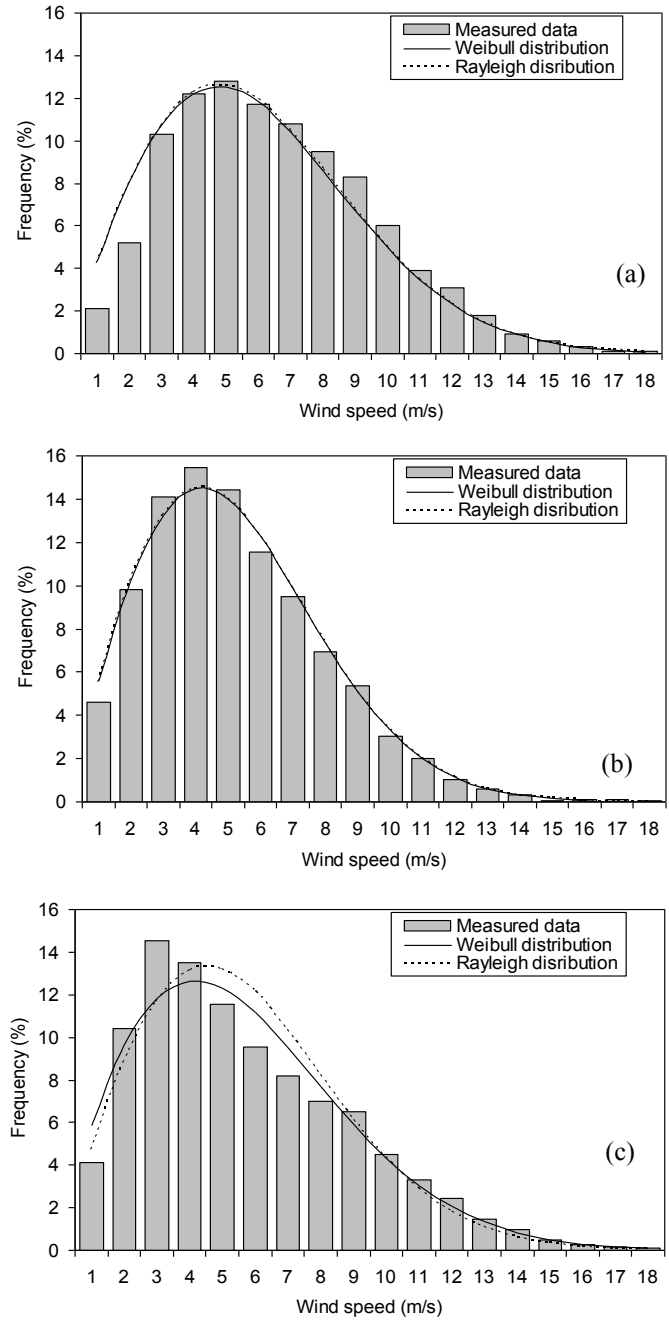 16
14
12
10
8
6
4
2
0
Frequency (%)
Measured data
Weibull distribution
Rayleigh disribution
(a)
1 2 3 4 5 6 7 8 9 10 11 12 13 14 15 16 17 18
Wind speed (m/s)
16
14
12
10
8
6
4
2
0
Frequency (%)
Measured data
Weibull distribution
Rayleigh disribution
(b)
1 2 3 4 5 6 7 8 9 10 11 12 13 14 15 16 17 18
Wind speed (m/s)
16
14
12
10
8
6
4
2
0
Frequency (%)
Measured data
Weibull distribution
Rayleigh disribution
(c)
1 2 3 4 5 6 7 8 9 10 11 12 13 14 15 16 17 18
Wind speed (m/s)